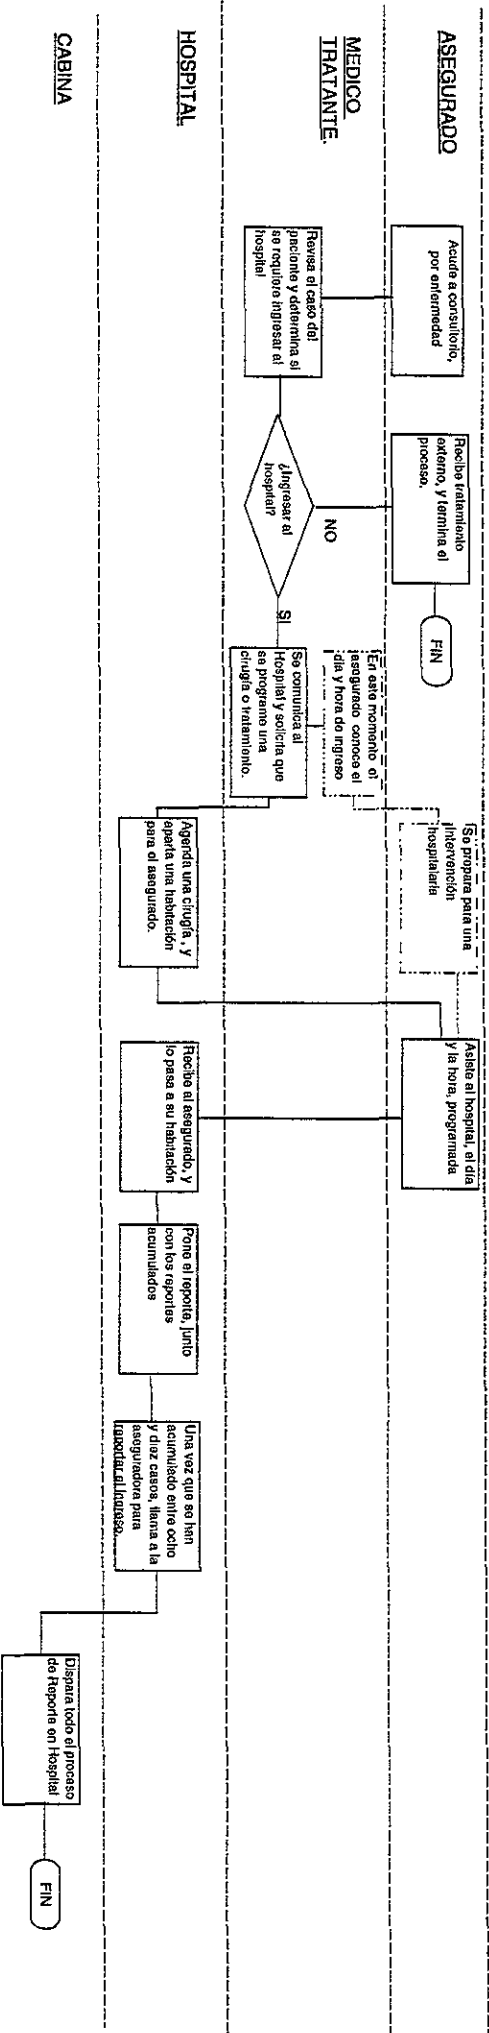 ASEGURADO
Acude a consultorio,
por enfermedad
Recibe tratamiento
externo, y termina el
proceso.
FIN
Se prepara para una
intervención
hospitalaria
Asiste al hospital, el día
y la hora, programada
MEDICO
TRATANTE.
Revisa el caso del
paciente y determina si
se requiere ingresar al
hospital
¿Ingresar al
hospital?
NO
SI
En este momento el
asegurado conoce el
día y hora de ingreso
Se comunica al
Hospital y solicita que
se programe una
cirugía o tratamiento.
HOSPITAL
Agenda una cirugía , y
aparta una habitación
para el asegurado.
Recibe al asegurado, y
lo pasa a su habitación
Pone el reporte, junto
con los reportes
acumulados
Una vez que se han
acumulado entre ocho
y diez casos, llama a la
aseguradora para
reportar el ingreso.
CABINA
Dispara todo el proceso
de Reporte en Hospital
FIN